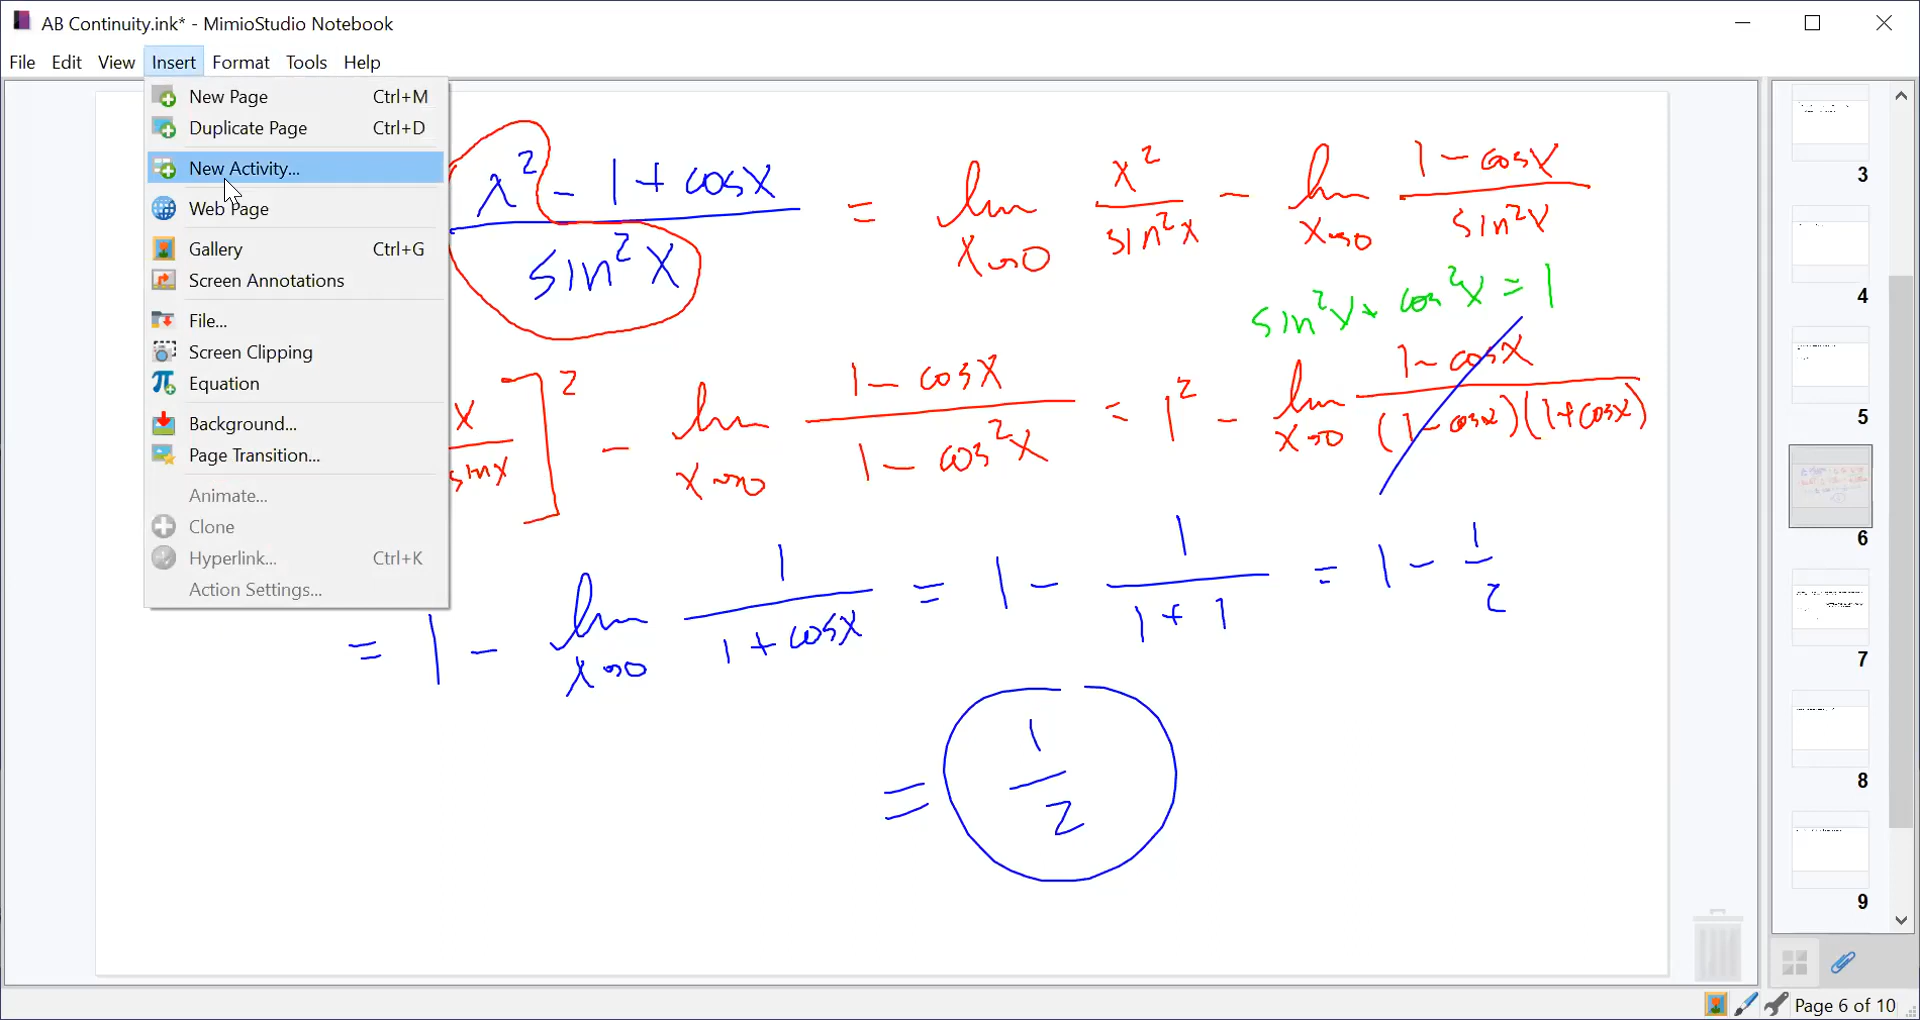 AB Continuity.ink* - MimioStudio Notebook
File Edit View Insert Format Tools Help
New Page Ctrl+M
Duplicate Page Ctrl+D
New Activity...
Web Page
Gallery Ctrl+G
Screen Annotations
File...
Screen Clipping
Equation
Background...
Page Transition...
Animate...
Clone
Hyperlink... Ctrl+K
Action Settings...
x² - 1 + cosx / sin²x = lim x→0 x² / sin²x - lim x→0 1 - cosx / sin²x
sin²x + cos²x = 1
x / sinx ]² - lim x→0 1 - cosx / 1 - cos²x = 1² - lim x→0 1 - cosx / (1 - cosx)(1 + cosx)
= 1 - lim x→0 1 / 1 + cosx = 1 - 1 / 1 + 1 = 1 - 1/2
= 1/2
3
4
5
6
7
8
9
Page 6 of 10